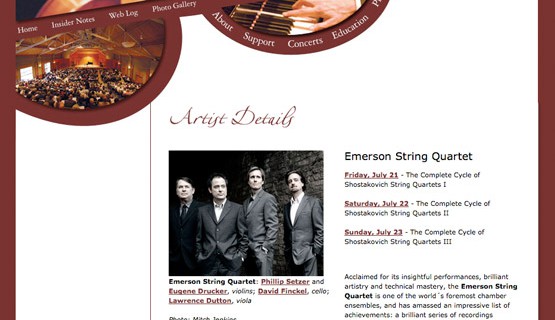 Home Insider Notes Web Log Photo Gallery
About Support Concerts Education
Artist Details
Emerson String Quartet
Friday, July 21 - The Complete Cycle of
Shostakovich String Quartets I
Saturday, July 22 - The Complete Cycle of
Shostakovich String Quartets II
Sunday, July 23 - The Complete Cycle of
Shostakovich String Quartets III
Emerson String Quartet: Phillip Setzer and
Eugene Drucker, violins; David Finckel, cello;
Lawrence Dutton, viola
Photo: Mitch Jenkins
Acclaimed for its insightful performances, brilliant
artistry and technical mastery, the Emerson String
Quartet is one of the world´s foremost chamber
ensembles, and has amassed an impressive list of
achievements: a brilliant series of recordings